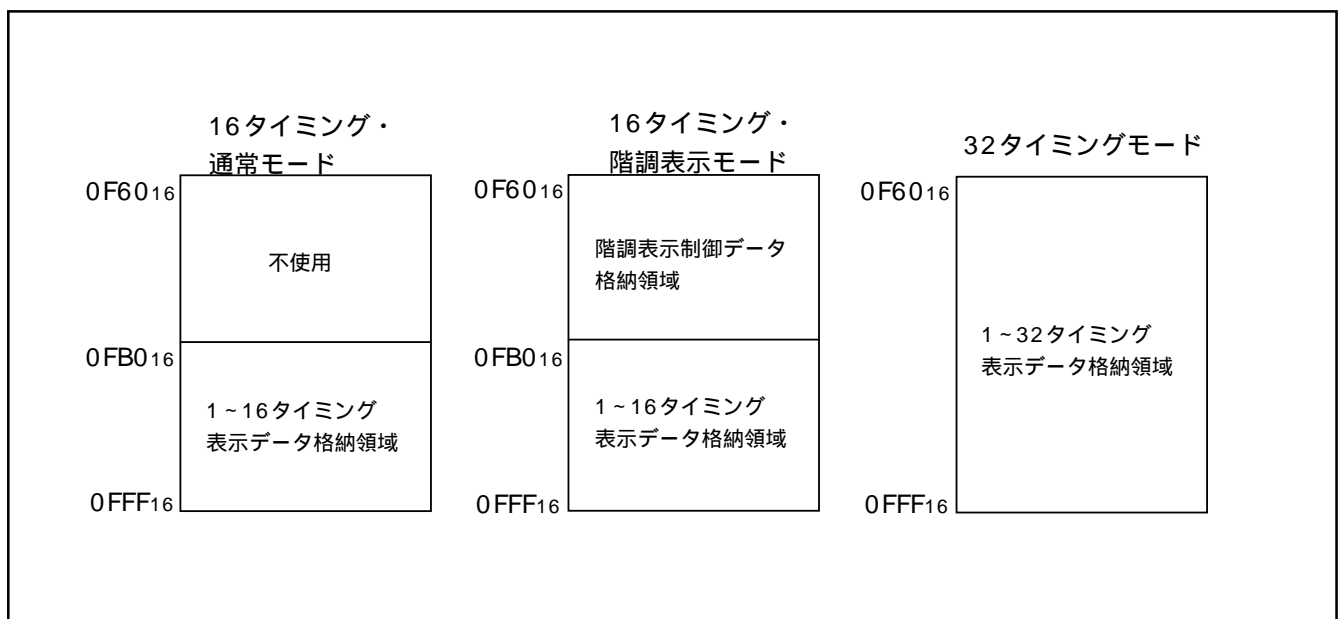 16タイミング・
通常モード
0F6016
不使用
0FB016
1~16タイミング
表示データ格納領域
0FFF16
16タイミング・
階調表示モード
0F6016
階調表示制御データ
格納領域
0FB016
1~16タイミング
表示データ格納領域
0FFF16
32タイミングモード
0F6016
1~32タイミング
表示データ格納領域
0FFF16